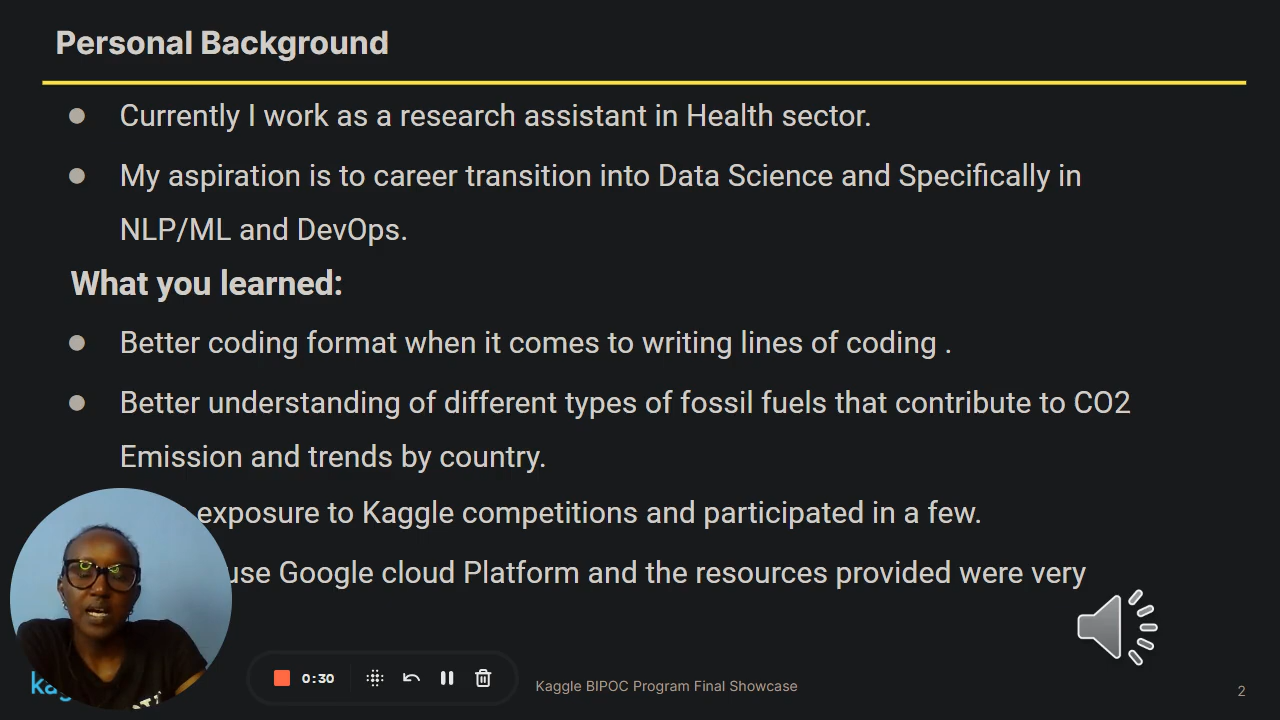 Personal Background
Currently I work as a research assistant in Health sector.
My aspiration is to career transition into Data Science and Specifically in
NLP/ML and DevOps.
What you learned:
Better coding format when it comes to writing lines of coding .
Better understanding of different types of fossil fuels that contribute to CO2
Emission and trends by country.
exposure to Kaggle competitions and participated in a few.
use Google cloud Platform and the resources provided were very
0:30
Kaggle BIPOC Program Final Showcase
2